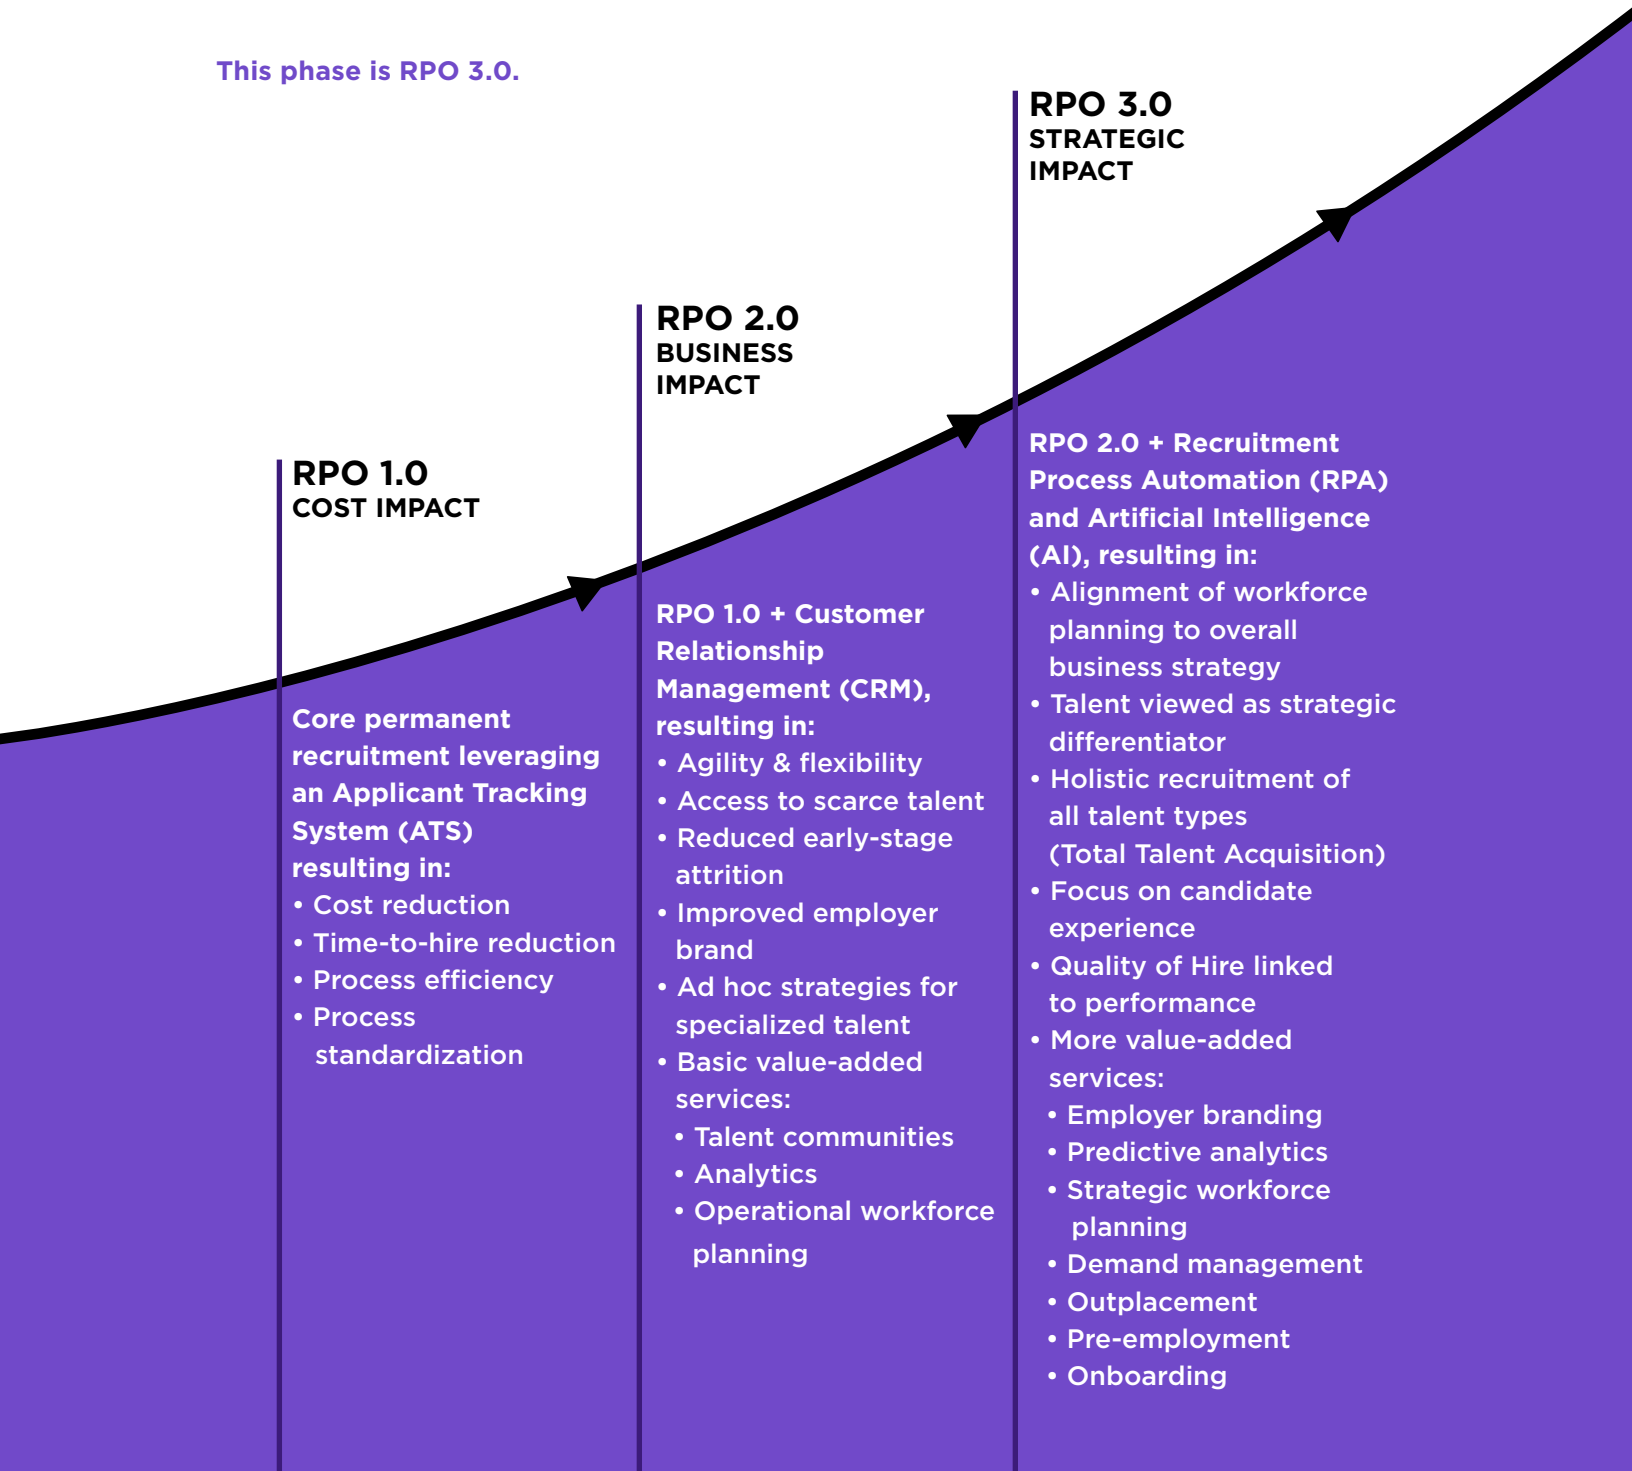 This phase is RPO 3.0.
RPO 1.0
COST IMPACT
Core permanent
recruitment leveraging
an Applicant Tracking
System (ATS)
resulting in:
• Cost reduction
• Time-to-hire reduction
• Process efficiency
• Process
standardization
RPO 2.0
BUSINESS
IMPACT
RPO 1.0 + Customer
Relationship
Management (CRM),
resulting in:
• Agility & flexibility
• Access to scarce talent
• Reduced early-stage
attrition
• Improved employer
brand
• Ad hoc strategies for
specialized talent
• Basic value-added
services:
• Talent communities
• Analytics
• Operational workforce
planning
RPO 3.0
STRATEGIC
IMPACT
RPO 2.0 + Recruitment
Process Automation (RPA)
and Artificial Intelligence
(AI), resulting in:
• Alignment of workforce
planning to overall
business strategy
• Talent viewed as strategic
differentiator
• Holistic recruitment of
all talent types
(Total Talent Acquisition)
• Focus on candidate
experience
• Quality of Hire linked
to performance
• More value-added
services:
• Employer branding
• Predictive analytics
• Strategic workforce
planning
• Demand management
• Outplacement
• Pre-employment
• Onboarding